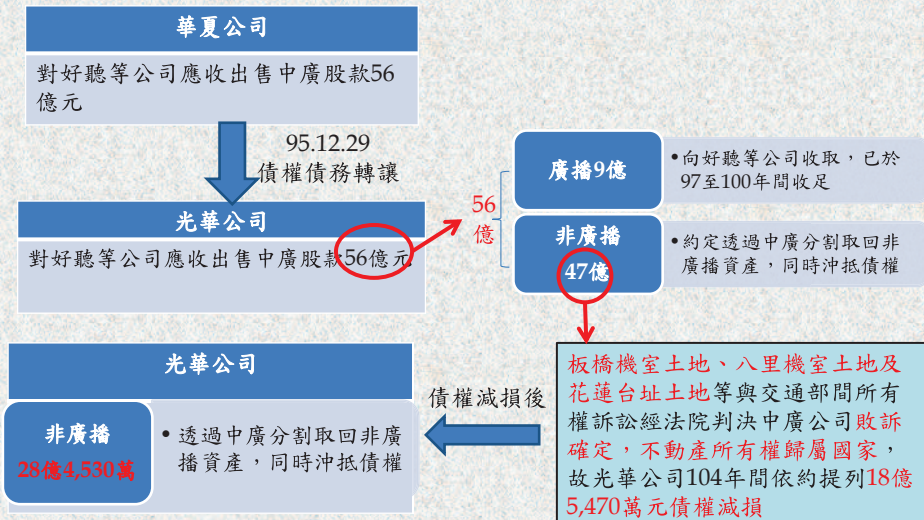 華夏公司
對好聽等公司應收出售中廣股款56
億元
95.12.29
債權債務轉讓
光華公司
對好聽等公司應收出售中廣股款56億元
56
億
廣播9億
•向好聽等公司收取，已於
97至100年間收足
非廣播
47億
•約定透過中廣分割取回非
廣播資產，同時沖抵債權
板橋機室土地、八里機室土地及
花蓮台址土地等與交通部間所有
權訴訟經法院判決中廣公司敗訴
確定，不動產所有權歸屬國家，
故光華公司104年間依約提列18億
5,470萬元債權減損
債權減損後
光華公司
非廣播
28億4,530萬
•透過中廣分割取回非廣
播資產，同時沖抵債權